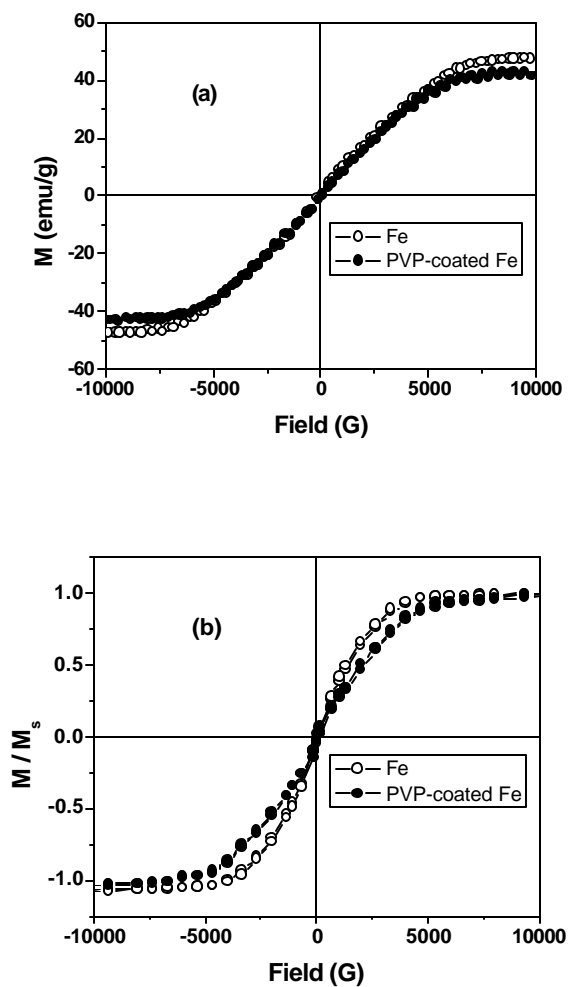 60
40
20
0
-20
-40
-60
M (emu/g)
(a)
Fe
PVP-coated Fe
-10000 -5000 0 5000 10000
Field (G)
1.0
0.5
0.0
-0.5
-1.0
M / Ms
(b)
Fe
PVP-coated Fe
-10000 -5000 0 5000 10000
Field (G)